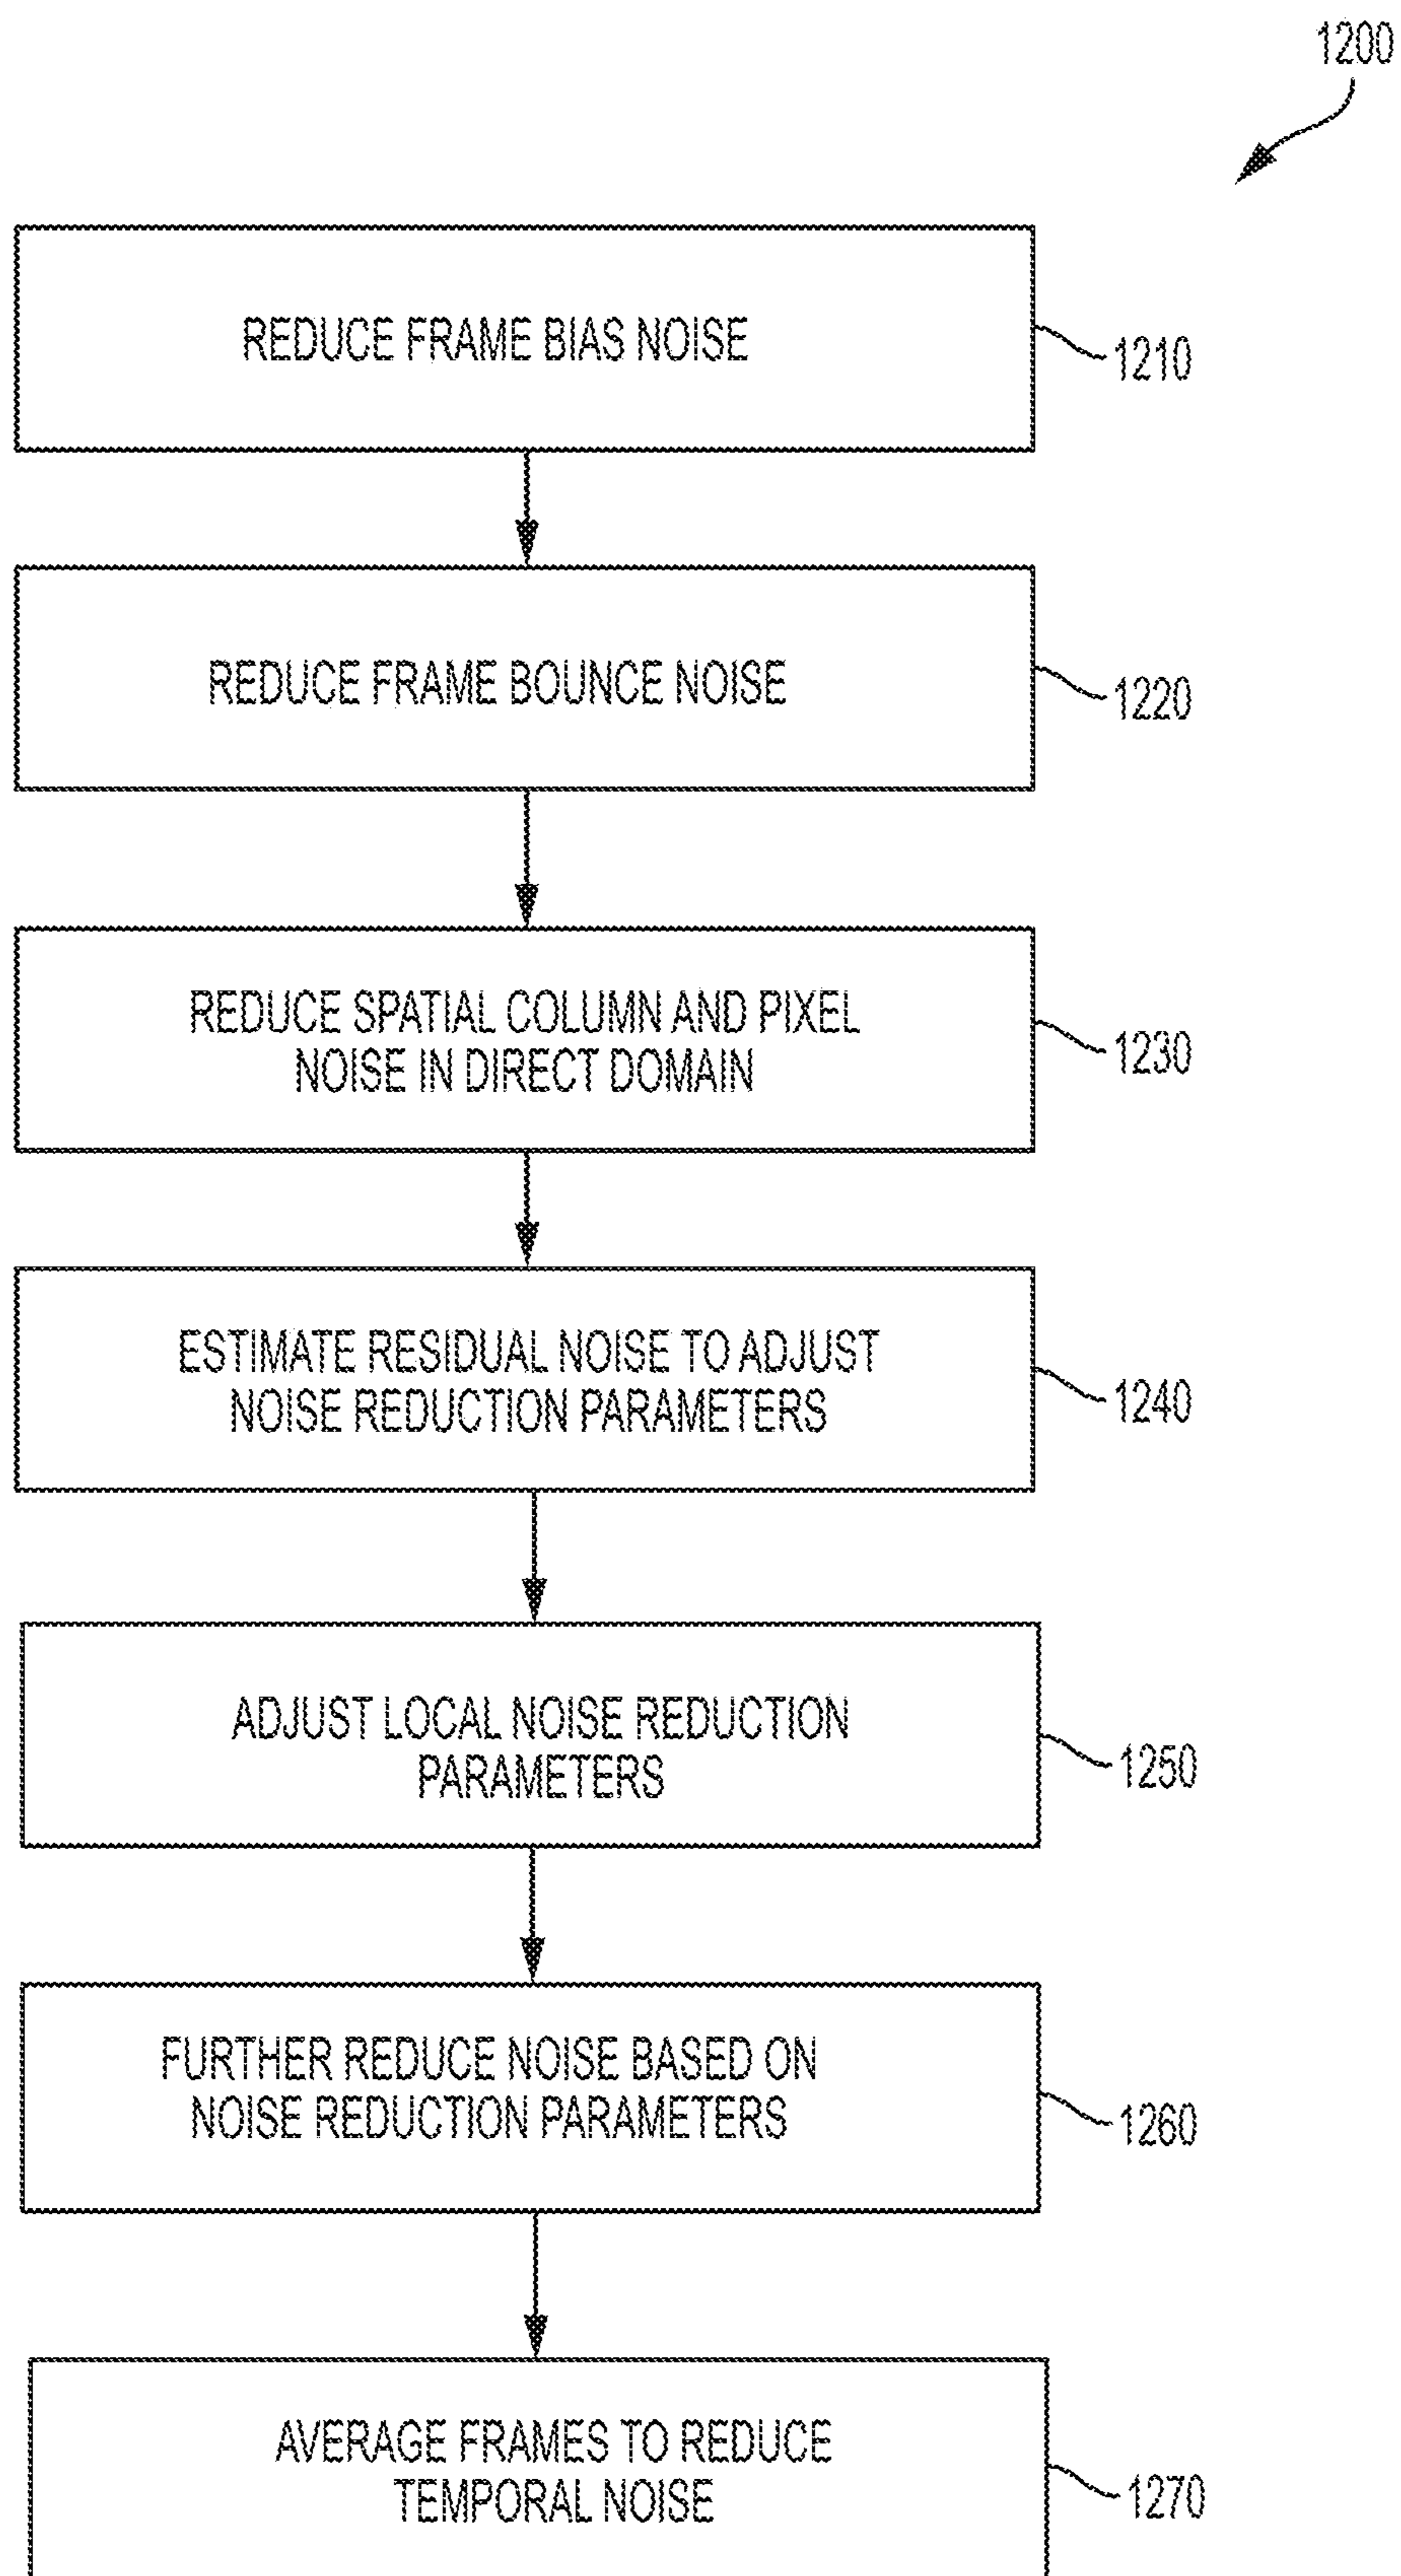 1200
REDUCE FRAME BIAS NOISE
1210
REDUCE FRAME BOUNCE NOISE
1220
REDUCE SPATIAL COLUMN AND PIXEL
NOISE IN DIRECT DOMAIN
1230
ESTIMATE RESIDUAL NOISE TO ADJUST
NOISE REDUCTION PARAMETERS
1240
ADJUST LOCAL NOISE REDUCTION
PARAMETERS
1250
FURTHER REDUCE NOISE BASED ON
NOISE REDUCTION PARAMETERS
1260
AVERAGE FRAMES TO REDUCE
TEMPORAL NOISE
1270